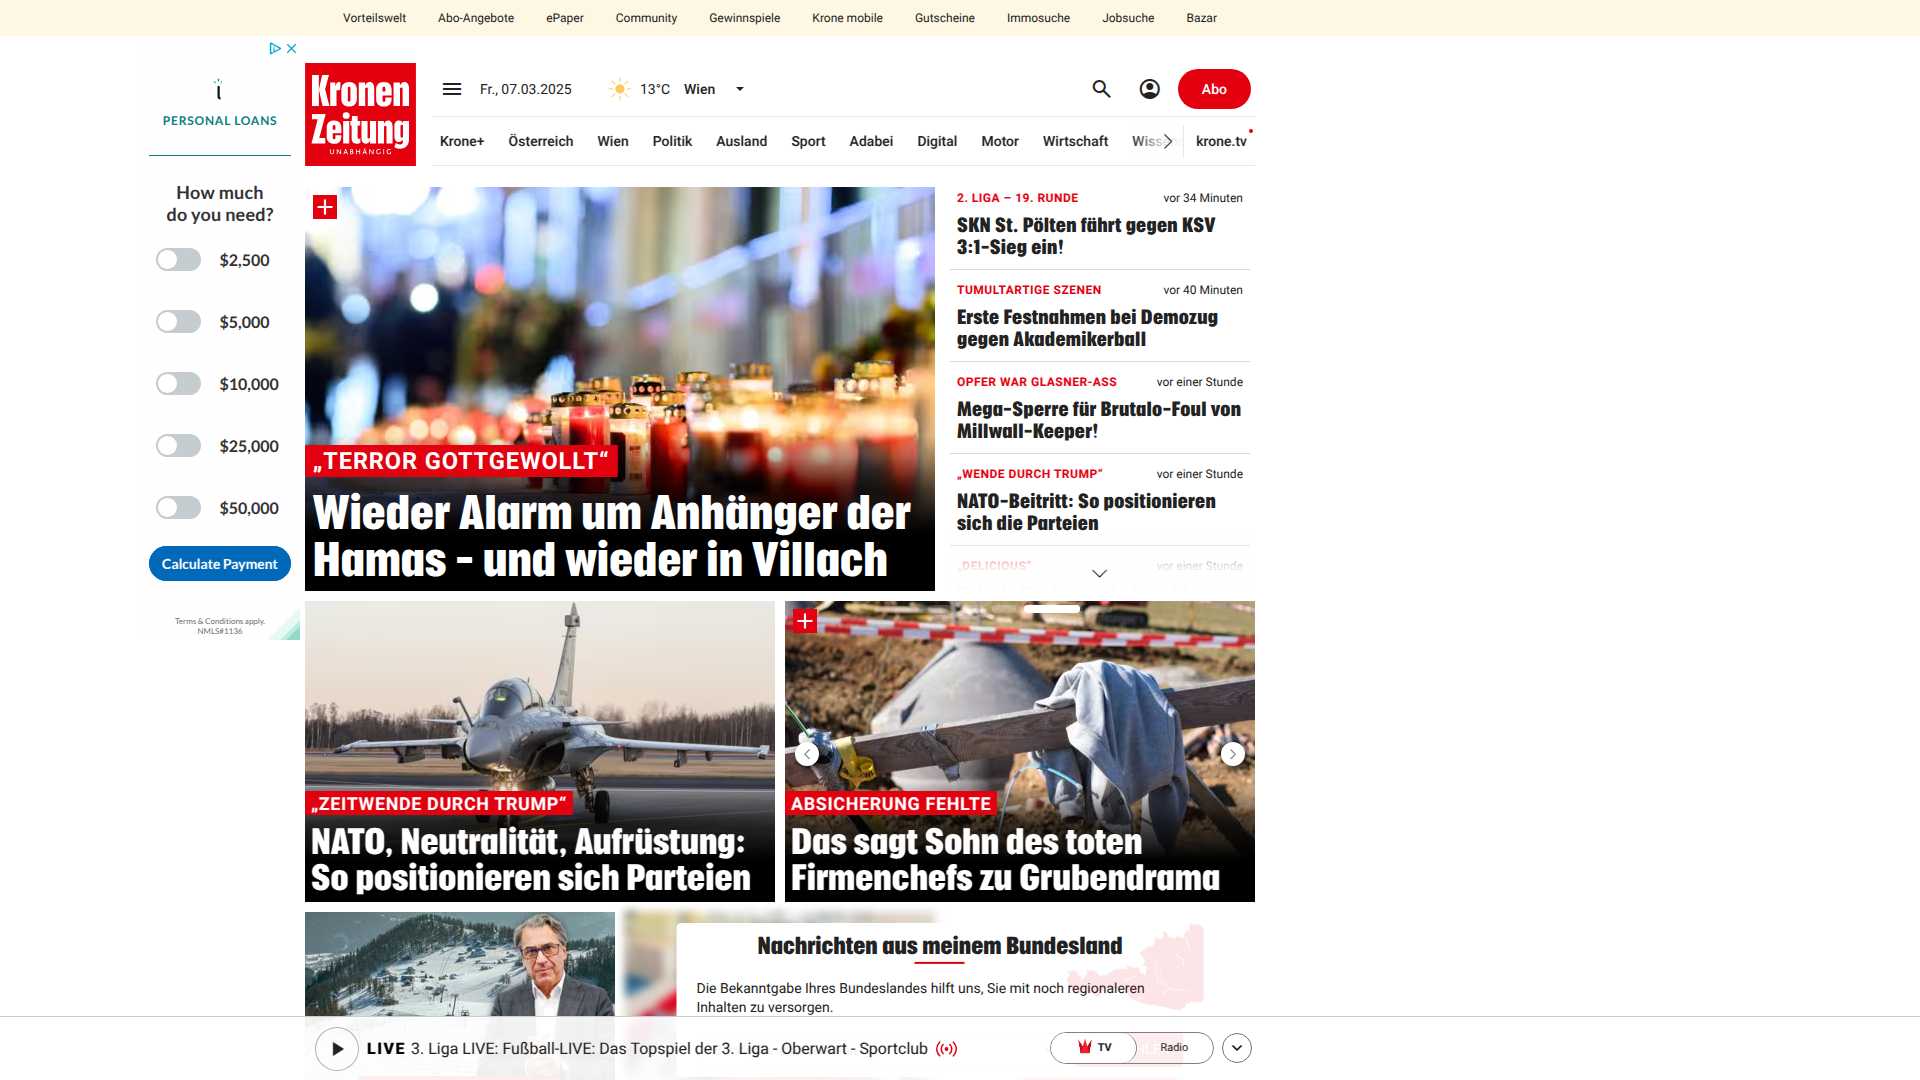 Vorteilswelt Abo-Angebote ePaper Community Gewinnspiele Krone mobile Gutscheine Immosuche Jobsuche Bazar
PERSONAL LOANS
How much
do you need?
$2,500
$5,000
$10,000
$25,000
$50,000
Calculate Payment
Terms & Conditions apply.
NMLS#1136
Kronen
Zeitung
UNABHÄNGIG
Fr., 07.03.2025 13°C Wien
Abo
Krone+ Österreich Wien Politik Ausland Sport Adabei Digital Motor Wirtschaft krone.tv
„TERROR GOTTGEWOLLT“
Wieder Alarm um Anhänger der
Hamas – und wieder in Villach
2. LIGA – 19. RUNDE vor 34 Minuten
SKN St. Pölten fährt gegen KSV
3:1-Sieg ein!
TUMULTARTIGE SZENEN vor 40 Minuten
Erste Festnahmen bei Demozug
gegen Akademikerball
OPFER WAR GLASNER-ASS vor einer Stunde
Mega-Sperre für Brutalo-Foul von
Millwall-Keeper!
„WENDE DURCH TRUMP“ vor einer Stunde
NATO-Beitritt: So positionieren
sich die Parteien
„DELICIOUS“ vor einer Stunde
„ZEITWENDE DURCH TRUMP“
NATO, Neutralität, Aufrüstung:
So positionieren sich Parteien
ABSICHERUNG FEHLTE
Das sagt Sohn des toten
Firmenchefs zu Grubendrama
Nachrichten aus meinem Bundesland
Die Bekanntgabe Ihres Bundeslandes hilft uns, Sie mit noch regionaleren
Inhalten zu versorgen.
LIVE 3. Liga LIVE: Fußball-LIVE: Das Topspiel der 3. Liga - Oberwart - Sportclub
TV Radio